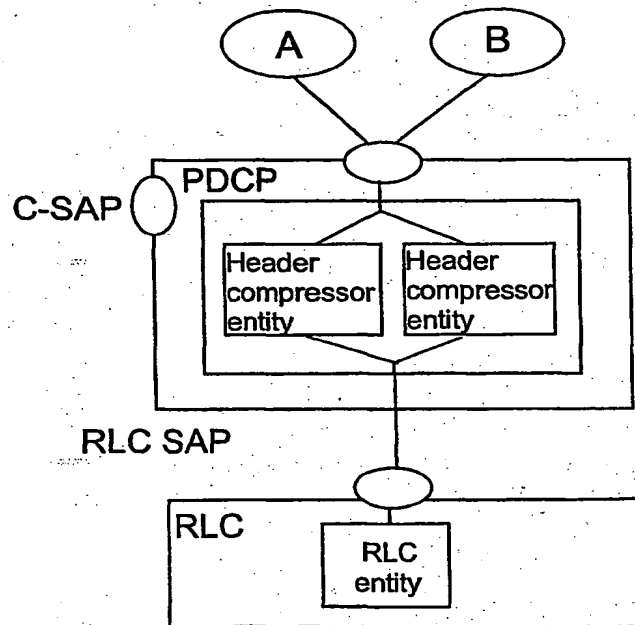 A
B
PDCP
C-SAP
Header
compressor
entity
Header
compressor
entity
RLC SAP
RLC
RLC
entity